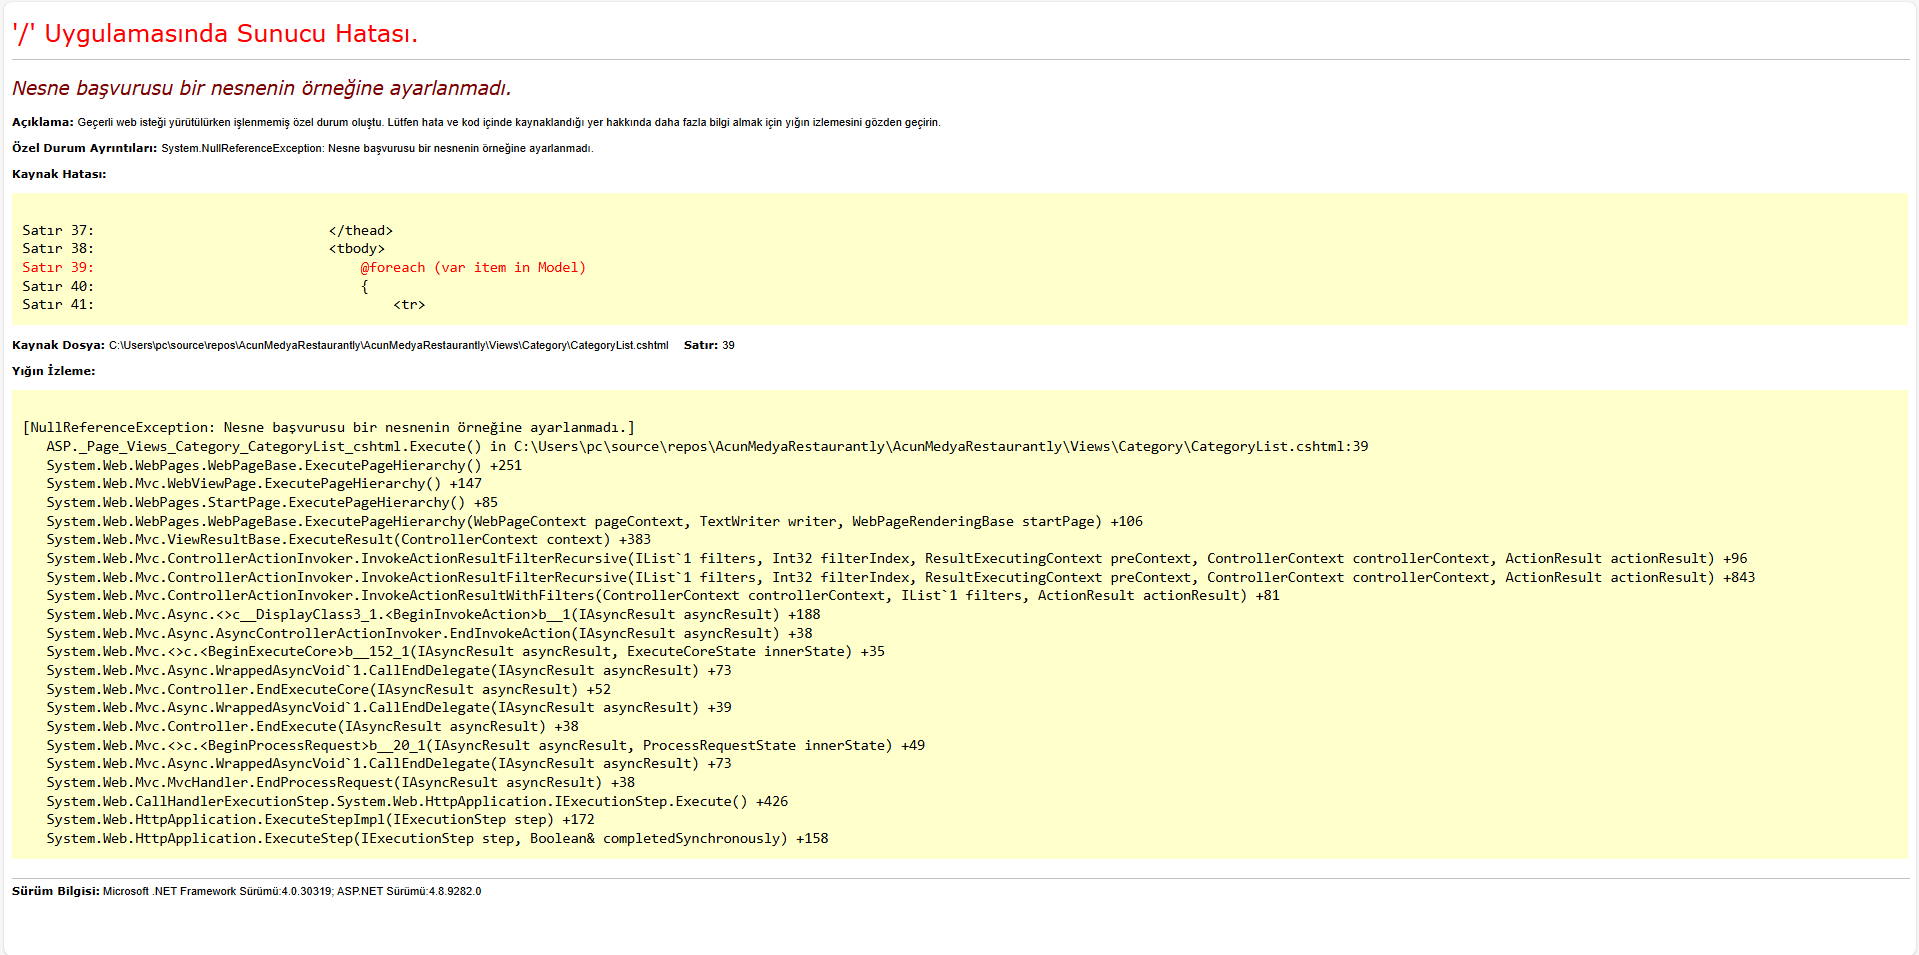 '/' Uygulamasında Sunucu Hatası.
Nesne başvurusu bir nesnenin örneğine ayarlanmadı.
Açıklama: Geçerli web isteği yürütülürken işlenmemiş özel durum oluştu. Lütfen hata ve kod içinde kaynaklandığı yer hakkında daha fazla bilgi almak için yığın izlemesini gözden geçirin.
Özel Durum Ayrıntıları: System.NullReferenceException: Nesne başvurusu bir nesnenin örneğine ayarlanmadı.
Kaynak Hatası:
Satır 37:                             </thead>
Satır 38:                             <tbody>
Satır 39:                                 @foreach (var item in Model)
Satır 40:                                 {
Satır 41:                                     <tr>
Kaynak Dosya: C:\Users\pc\source\repos\AcunMedyaRestaurantly\AcunMedyaRestaurantly\Views\Category\CategoryList.cshtml    Satır: 39
Yığın İzleme:
[NullReferenceException: Nesne başvurusu bir nesnenin örneğine ayarlanmadı.]
   ASP._Page_Views_Category_CategoryList_cshtml.Execute() in C:\Users\pc\source\repos\AcunMedyaRestaurantly\AcunMedyaRestaurantly\Views\Category\CategoryList.cshtml:39
   System.Web.WebPages.WebPageBase.ExecutePageHierarchy() +251
   System.Web.Mvc.WebViewPage.ExecutePageHierarchy() +147
   System.Web.WebPages.StartPage.ExecutePageHierarchy() +85
   System.Web.WebPages.WebPageBase.ExecutePageHierarchy(WebPageContext pageContext, TextWriter writer, WebPageRenderingBase startPage) +106
   System.Web.Mvc.ViewResultBase.ExecuteResult(ControllerContext context) +383
   System.Web.Mvc.ControllerActionInvoker.InvokeActionResultFilterRecursive(IList`1 filters, Int32 filterIndex, ResultExecutingContext preContext, ControllerContext controllerContext, ActionResult actionResult) +96
   System.Web.Mvc.ControllerActionInvoker.InvokeActionResultFilterRecursive(IList`1 filters, Int32 filterIndex, ResultExecutingContext preContext, ControllerContext controllerContext, ActionResult actionResult) +843
   System.Web.Mvc.ControllerActionInvoker.InvokeActionResultWithFilters(ControllerContext controllerContext, IList`1 filters, ActionResult actionResult) +81
   System.Web.Mvc.Async.<>c__DisplayClass3_1.<BeginInvokeAction>b__1(IAsyncResult asyncResult) +188
   System.Web.Mvc.Async.AsyncControllerActionInvoker.EndInvokeAction(IAsyncResult asyncResult) +38
   System.Web.Mvc.<>c.<BeginExecuteCore>b__152_1(IAsyncResult asyncResult, ExecuteCoreState innerState) +35
   System.Web.Mvc.Async.WrappedAsyncVoid`1.CallEndDelegate(IAsyncResult asyncResult) +73
   System.Web.Mvc.Controller.EndExecuteCore(IAsyncResult asyncResult) +52
   System.Web.Mvc.Async.WrappedAsyncVoid`1.CallEndDelegate(IAsyncResult asyncResult) +39
   System.Web.Mvc.Controller.EndExecute(IAsyncResult asyncResult) +38
   System.Web.Mvc.<>c.<BeginProcessRequest>b__20_1(IAsyncResult asyncResult, ProcessRequestState innerState) +49
   System.Web.Mvc.Async.WrappedAsyncVoid`1.CallEndDelegate(IAsyncResult asyncResult) +73
   System.Web.Mvc.MvcHandler.EndProcessRequest(IAsyncResult asyncResult) +38
   System.Web.CallHandlerExecutionStep.System.Web.HttpApplication.IExecutionStep.Execute() +426
   System.Web.HttpApplication.ExecuteStepImpl(IExecutionStep step) +172
   System.Web.HttpApplication.ExecuteStep(IExecutionStep step, Boolean& completedSynchronously) +158
Sürüm Bilgisi: Microsoft .NET Framework Sürümü:4.0.30319; ASP.NET Sürümü:4.8.9282.0